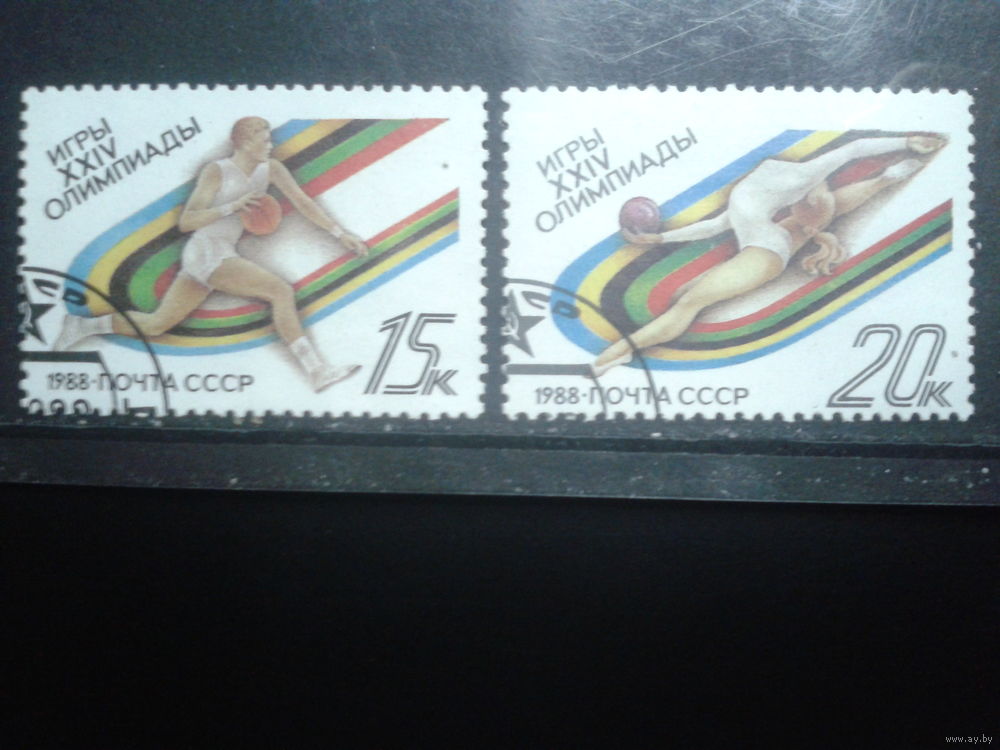 ИГРЫ
XXIV
ОЛИМПИАДЫ
15к
1988·ПОЧТА СССР
ИГРЫ
XXIV
ОЛИМПИАДЫ
20к
1988·ПОЧТА СССР
www.ay.by